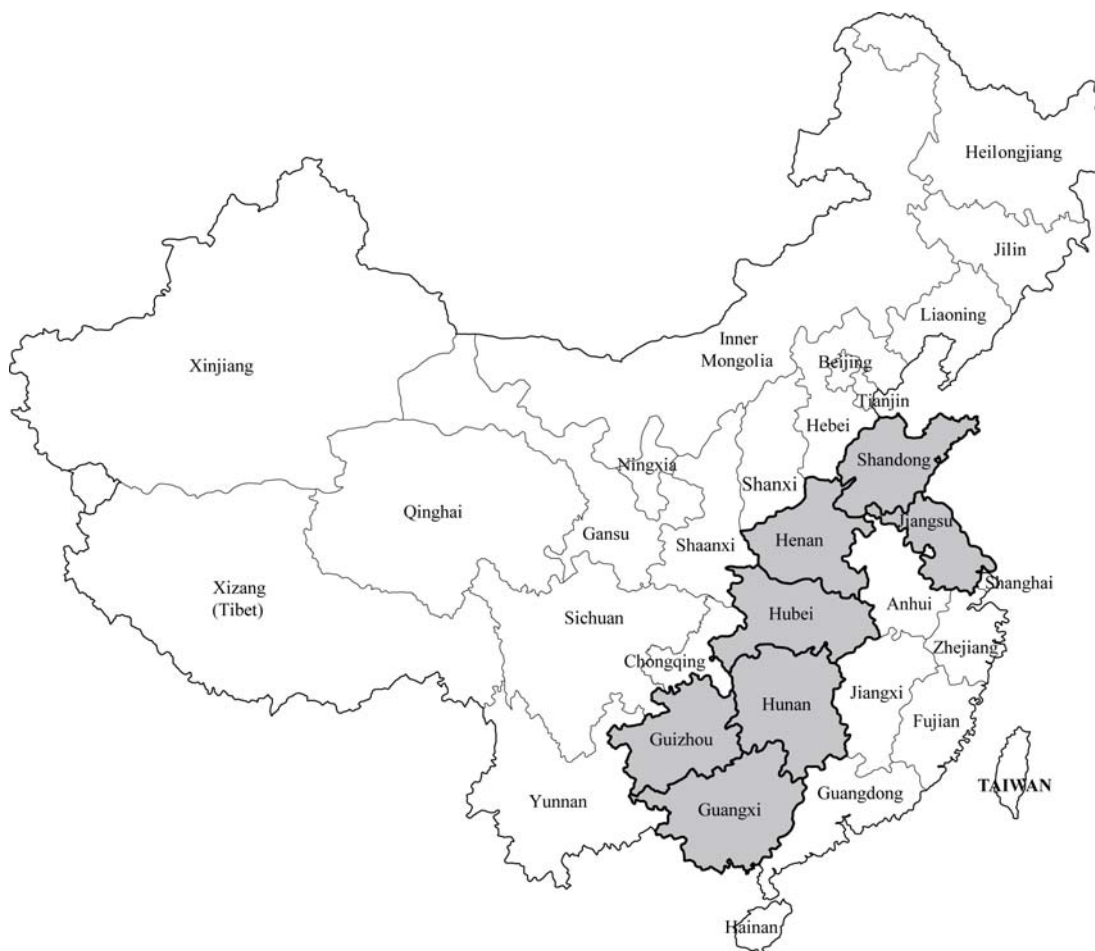 Heilongjiang
Jilin
Liaoning
Inner
Mongolia
Beijing
Xinjiang
Tianjin
Hebei
Shandong
Ningxia
Shanxi
Qinghai
Gansu
Shaanxi
Henan
Jiangsu
Xizang
(Tibet)
Shanghai
Sichuan
Hubei
Anhui
Zhejiang
Chongqing
Jiangxi
Hunan
Fujian
Guizhou
TAIWAN
Yunnan
Guangxi
Guangdong
Hainan